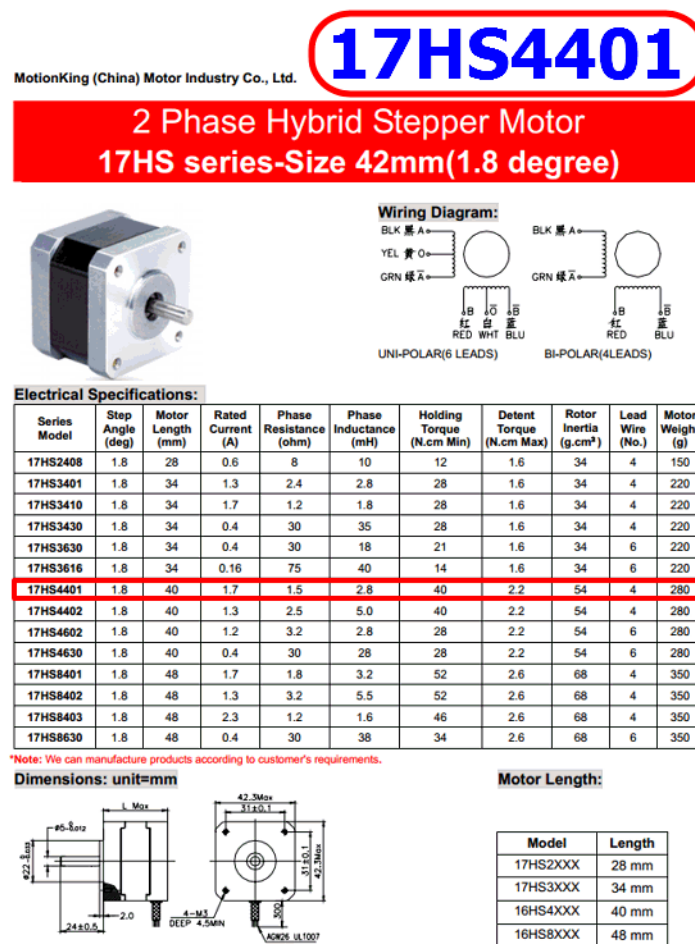 17HS4401
MotionKing (China) Motor Industry Co., Ltd.
2 Phase Hybrid Stepper Motor
17HS series-Size 42mm(1.8 degree)
Wiring Diagram:
BLK 黑 A
YEL 黄 O
GRN 绿 A̅
B O̅ B̅
红 白 蓝
RED WHT BLU
UNI-POLAR(6 LEADS)
BLK 黑 A
GRN 绿 A̅
B B̅
红 蓝
RED BLU
BI-POLAR(4LEADS)
Electrical Specifications:
Series Model Step Angle (deg) Motor Length (mm) Rated Current (A) Phase Resistance (ohm) Phase Inductance (mH) Holding Torque (N.cm Min) Detent Torque (N.cm Max) Rotor Inertia (g.cm²) Lead Wire (No.) Motor Weigh (g)
17HS2408 1.8 28 0.6 8 10 12 1.6 34 4 150
17HS3401 1.8 34 1.3 2.4 2.8 28 1.6 34 4 220
17HS3410 1.8 34 1.7 1.2 1.8 28 1.6 34 4 220
17HS3430 1.8 34 0.4 30 35 28 1.6 34 4 220
17HS3630 1.8 34 0.4 30 18 21 1.6 34 6 220
17HS3616 1.8 34 0.16 75 40 14 1.6 34 6 220
17HS4401 1.8 40 1.7 1.5 2.8 40 2.2 54 4 280
17HS4402 1.8 40 1.3 2.5 5.0 40 2.2 54 4 280
17HS4602 1.8 40 1.2 3.2 2.8 28 2.2 54 6 280
17HS4630 1.8 40 0.4 30 28 28 2.2 54 6 280
17HS8401 1.8 48 1.7 1.8 3.2 52 2.6 68 4 350
17HS8402 1.8 48 1.3 3.2 5.5 52 2.6 68 4 350
17HS8403 1.8 48 2.3 1.2 1.6 46 2.6 68 4 350
17HS8630 1.8 48 0.4 30 38 34 2.6 68 6 350
*Note: We can manufacture products according to customer's requirements.
Dimensions: unit=mm
L Max
2.0
24±0.5
42.3Max
31±0.1
31±0.1
42.3Max
4-M3
DEEP 4.5MIN
300
AGW26 UL1007
Motor Length:
Model Length
17HS2XXX 28 mm
17HS3XXX 34 mm
16HS4XXX 40 mm
16HS8XXX 48 mm